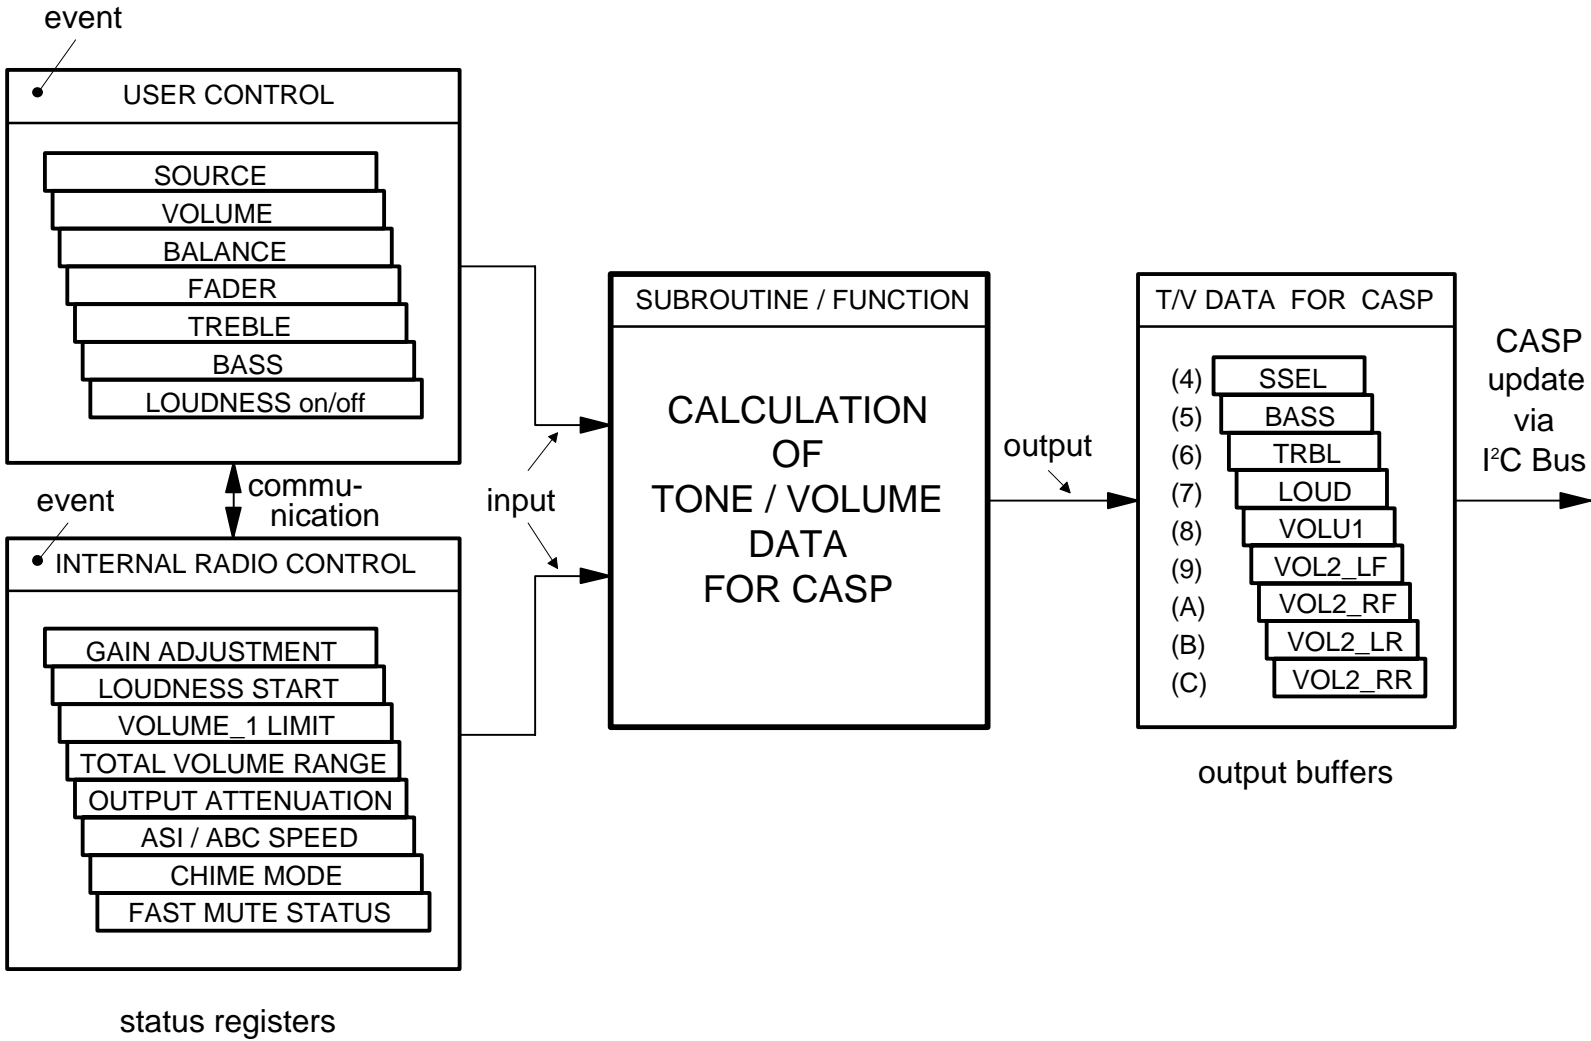 event
USER CONTROL
SOURCE
VOLUME
BALANCE
FADER
TREBLE
BASS
LOUDNESS on/off
event
commu-
nication
INTERNAL RADIO CONTROL
GAIN ADJUSTMENT
LOUDNESS START
VOLUME_1 LIMIT
TOTAL VOLUME RANGE
OUTPUT ATTENUATION
ASI / ABC SPEED
CHIME MODE
FAST MUTE STATUS
status registers
input
SUBROUTINE / FUNCTION
CALCULATION
OF
TONE / VOLUME
DATA
FOR CASP
output
T/V DATA FOR CASP
(4) SSEL
(5) BASS
(6) TRBL
(7) LOUD
(8) VOLU1
(9) VOL2_LF
(A) VOL2_RF
(B) VOL2_LR
(C) VOL2_RR
output buffers
CASP
update
via
I²C Bus